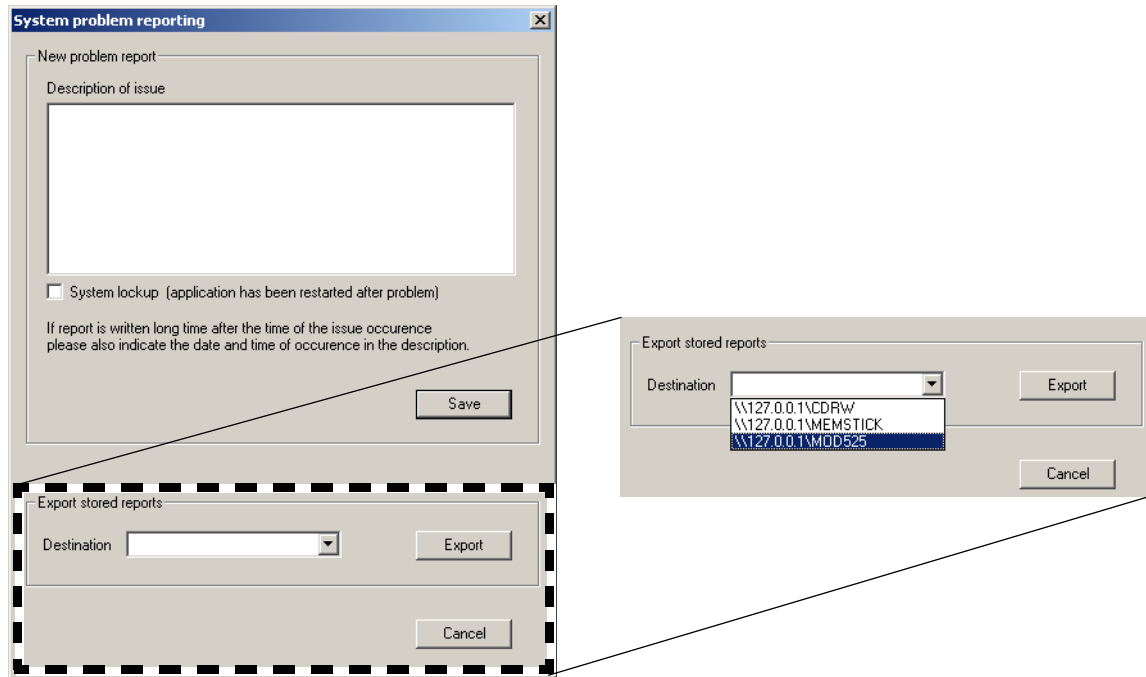 System problem reporting
New problem report
Description of issue
System lockup (application has been restarted after problem)
If report is written long time after the time of the issue occurence
please also indicate the date and time of occurence in the description.
Save
Export stored reports
Destination
Export
Cancel
Export stored reports
Destination
Export
\\127.0.0.1\CDRW
\\127.0.0.1\MEMSTICK
\\127.0.0.1\MOD525
Cancel